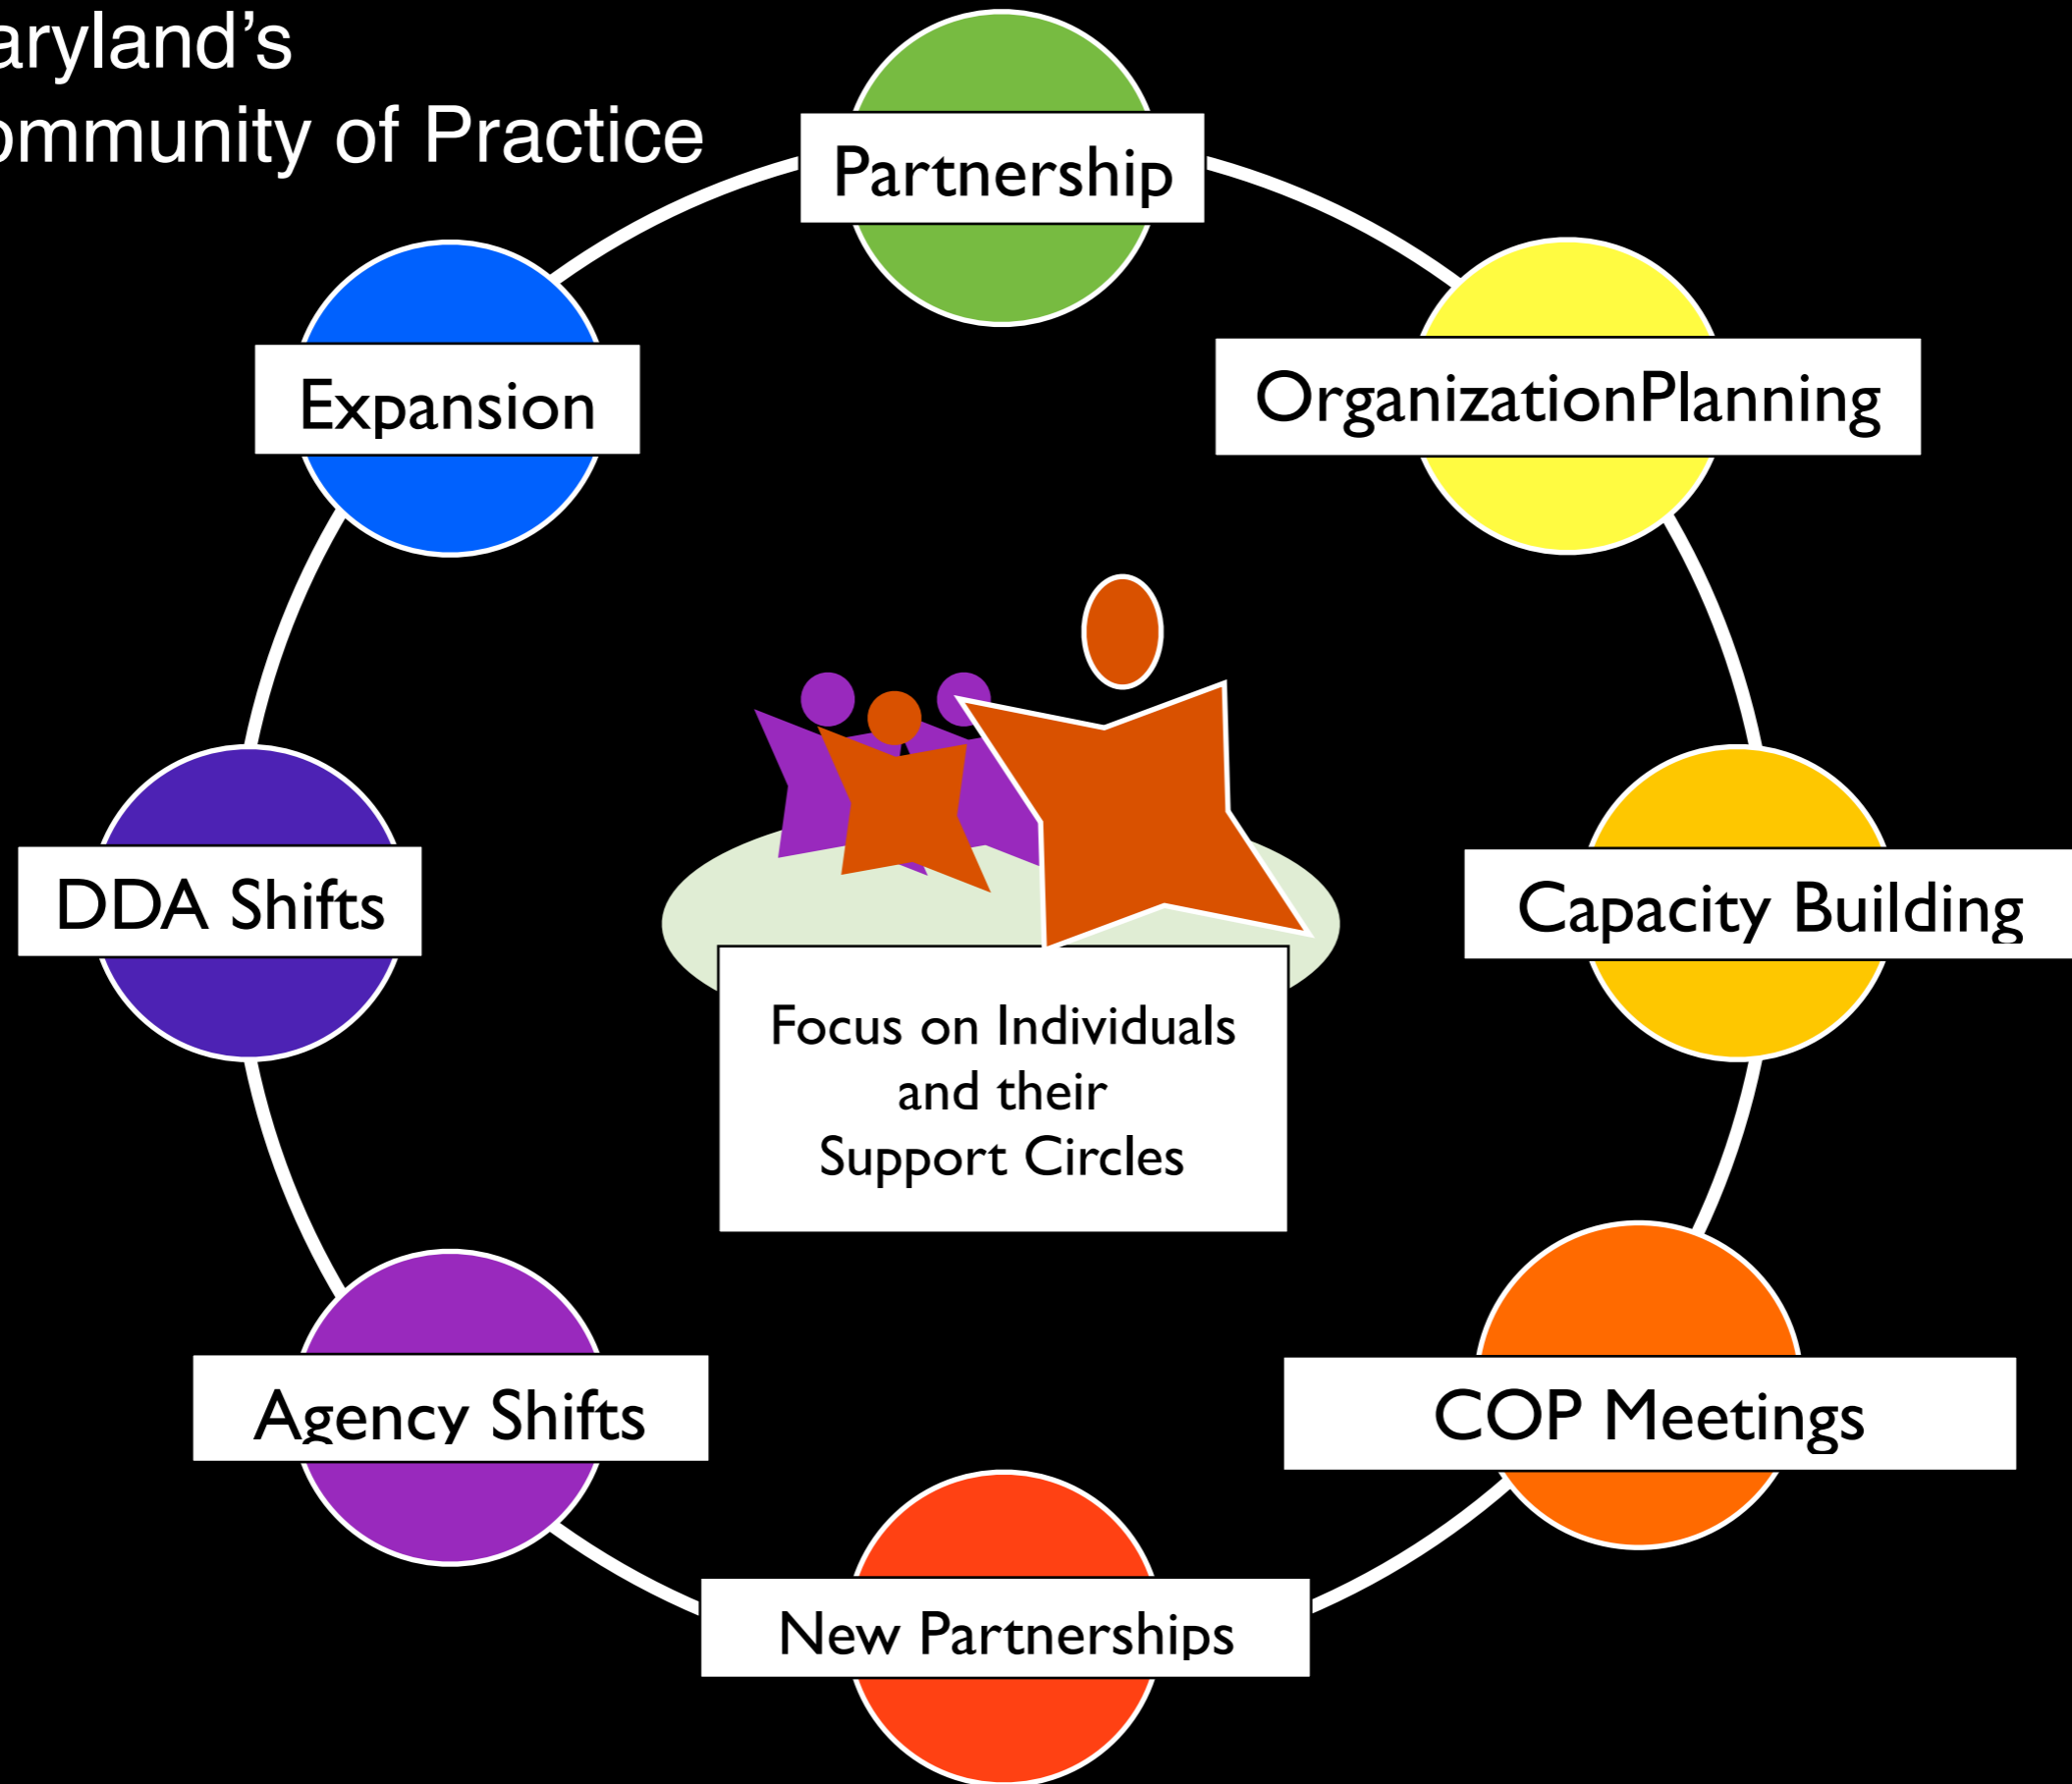 aryland’s
ommunity of Practice
Partnership
Expansion
OrganizationPlanning
DDA Shifts
Capacity Building
Focus on Individuals
and their
Support Circles
Agency Shifts
COP Meetings
New Partnerships